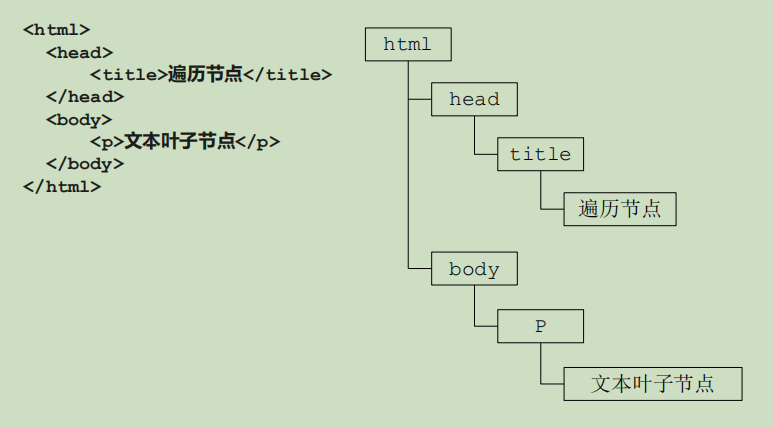 <html>
<head>
<title>遍历节点</title>
</head>
<body>
<p>文本叶子节点</p>
</body>
</html>
html
head
title
遍历节点
body
P
文本叶子节点